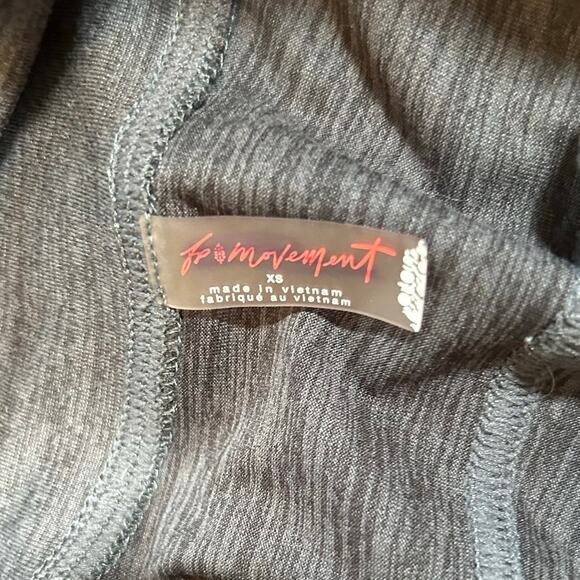 fp movement
xs
made in vietnam
fabriqué au vietnam